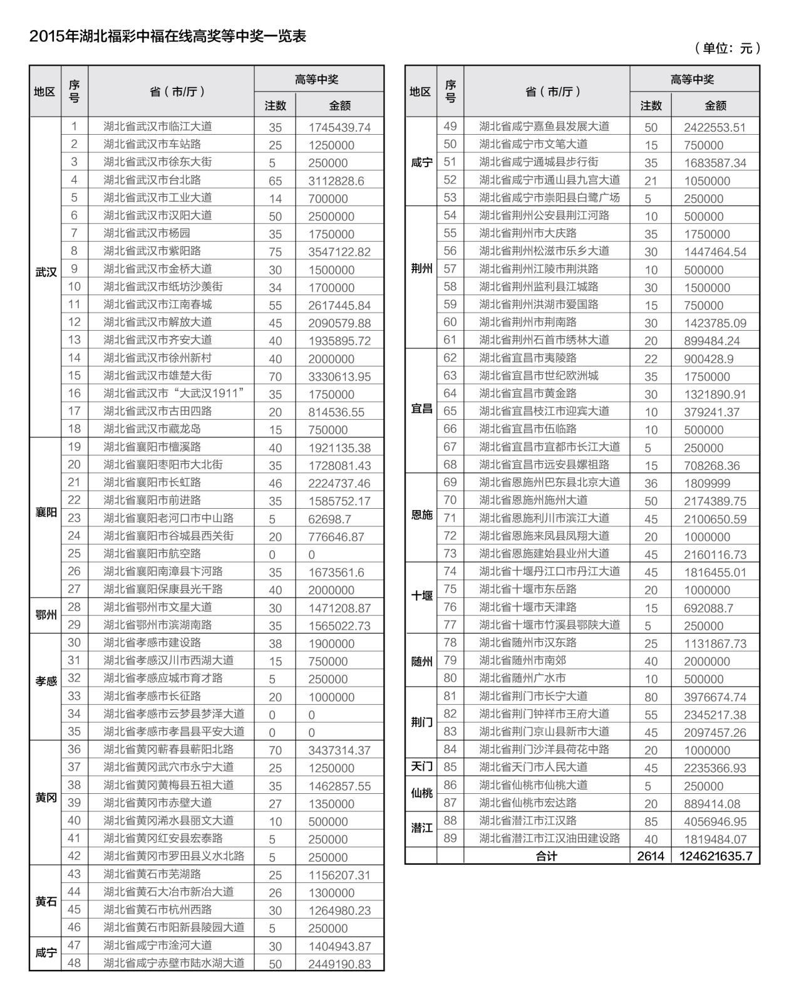 2015年湖北福彩中福在线高奖等中奖一览表
（单位：元）
地区 序号 省（市/厅） 高等中奖
注数 金额
武汉
1 湖北省武汉市临江大道 35 1745439.74
2 湖北省武汉市车站路 25 1250000
3 湖北省武汉市徐东大街 5 250000
4 湖北省武汉市台北路 65 3112828.6
5 湖北省武汉市工业大道 14 700000
6 湖北省武汉市汉阳大道 50 2500000
7 湖北省武汉市杨园 35 1750000
8 湖北省武汉市紫阳路 75 3547122.82
9 湖北省武汉市金桥大道 30 1500000
10 湖北省武汉市纸坊沙羡街 34 1700000
11 湖北省武汉市江南春城 55 2617445.84
12 湖北省武汉市解放大道 45 2090579.88
13 湖北省武汉市齐安大道 40 1935895.72
14 湖北省武汉市徐州新村 40 2000000
15 湖北省武汉市雄楚大街 70 3330613.95
16 湖北省武汉市“大武汉1911” 35 1750000
17 湖北省武汉市古田四路 20 814536.55
18 湖北省武汉市藏龙岛 15 750000
襄阳
19 湖北省襄阳市檀溪路 40 1921135.38
20 湖北省襄阳枣阳市大北街 35 1728081.43
21 湖北省襄阳市长虹路 46 2224737.46
22 湖北省襄阳市前进路 35 1585752.17
23 湖北省襄阳老河口市中山路 5 62698.7
24 湖北省襄阳市谷城县西关街 20 776646.87
25 湖北省襄阳市航空路 0 0
26 湖北省襄阳南漳县卞河路 35 1673561.6
27 湖北省襄阳保康县光千路 40 2000000
鄂州
28 湖北省鄂州市文星大道 30 1471208.87
29 湖北省鄂州市滨湖南路 35 1565022.73
孝感
30 湖北省孝感市建设路 38 1900000
31 湖北省孝感汉川市西湖大道 15 750000
32 湖北省孝感应城市育才路 5 250000
33 湖北省孝感市长征路 20 1000000
34 湖北省孝感市云梦县梦泽大道 0 0
35 湖北省孝感市孝昌县平安大道 0 0
黄冈
36 湖北省黄冈蕲春县蕲阳北路 70 3437314.37
37 湖北省黄冈武穴市永宁大道 25 1250000
38 湖北省黄冈黄梅县五祖大道 35 1462857.55
39 湖北省黄冈市赤壁大道 27 1350000
40 湖北省黄冈浠水县丽文大道 10 500000
41 湖北省黄冈红安县宏泰路 5 250000
42 湖北省黄冈市罗田县义水北路 5 250000
黄石
43 湖北省黄石市芜湖路 25 1156207.31
44 湖北省黄石大冶市新冶大道 26 1300000
45 湖北省黄石市杭州西路 30 1264980.23
46 湖北省黄石市阳新县陵园大道 5 250000
咸宁
47 湖北省咸宁市淦河大道 30 1404943.87
48 湖北省咸宁赤壁市陆水湖大道 50 2449190.83
地区 序号 省（市/厅） 高等中奖
注数 金额
咸宁
49 湖北省咸宁嘉鱼县发展大道 50 2422553.51
50 湖北省咸宁市文笔大道 15 750000
51 湖北省咸宁通城县步行街 35 1683587.34
52 湖北省咸宁市通山县九宫大道 21 1050000
53 湖北省咸宁市崇阳县白鹭广场 5 250000
荆州
54 湖北省荆州公安县荆江河路 10 500000
55 湖北省荆州市大庆路 35 1750000
56 湖北省荆州松滋市乐乡大道 30 1447464.54
57 湖北省荆州江陵市荆洪路 10 500000
58 湖北省荆州监利县江城路 30 1500000
59 湖北省荆州洪湖市爱国路 15 750000
60 湖北省荆州市荆南路 30 1423785.09
61 湖北省荆州石首市绣林大道 20 899484.24
宜昌
62 湖北省宜昌市夷陵路 22 900428.9
63 湖北省宜昌市世纪欧洲城 35 1750000
64 湖北省宜昌市黄金路 30 1321890.91
65 湖北省宜昌枝江市迎宾大道 10 379241.37
66 湖北省宜昌市伍临路 10 500000
67 湖北省宜昌市宜都市长江大道 5 250000
68 湖北省宜昌市远安县嫘祖路 15 708268.36
恩施
69 湖北省恩施州巴东县北京大道 36 1809999
70 湖北省恩施州施州大道 50 2174389.75
71 湖北省恩施利川市滨江大道 45 2100650.59
72 湖北省恩施来凤县凤翔大道 20 1000000
73 湖北省恩施建始县业州大道 45 2160116.73
十堰
74 湖北省十堰丹江口市丹江大道 45 1816455.01
75 湖北省十堰市东岳路 20 1000000
76 湖北省十堰市天津路 15 692088.7
77 湖北省十堰市竹溪县鄂陕大道 5 250000
随州
78 湖北省随州市汉东路 25 1131867.73
79 湖北省随州市南郊 40 2000000
80 湖北省随州广水市 10 500000
荆门
81 湖北省荆门市长宁大道 80 3976674.74
82 湖北省荆门钟祥市王府大道 55 2345217.38
83 湖北省荆门京山县新市大道 45 2097457.26
84 湖北省荆门沙洋县荷花中路 20 1000000
天门 85 湖北省天门市人民大道 45 2235366.93
仙桃
86 湖北省仙桃市仙桃大道 5 250000
87 湖北省仙桃市宏达路 20 889414.08
潜江
88 湖北省潜江市江汉路 85 4056946.95
89 湖北省潜江市江汉油田建设路 40 1819484.07
合计 2614 124621635.7